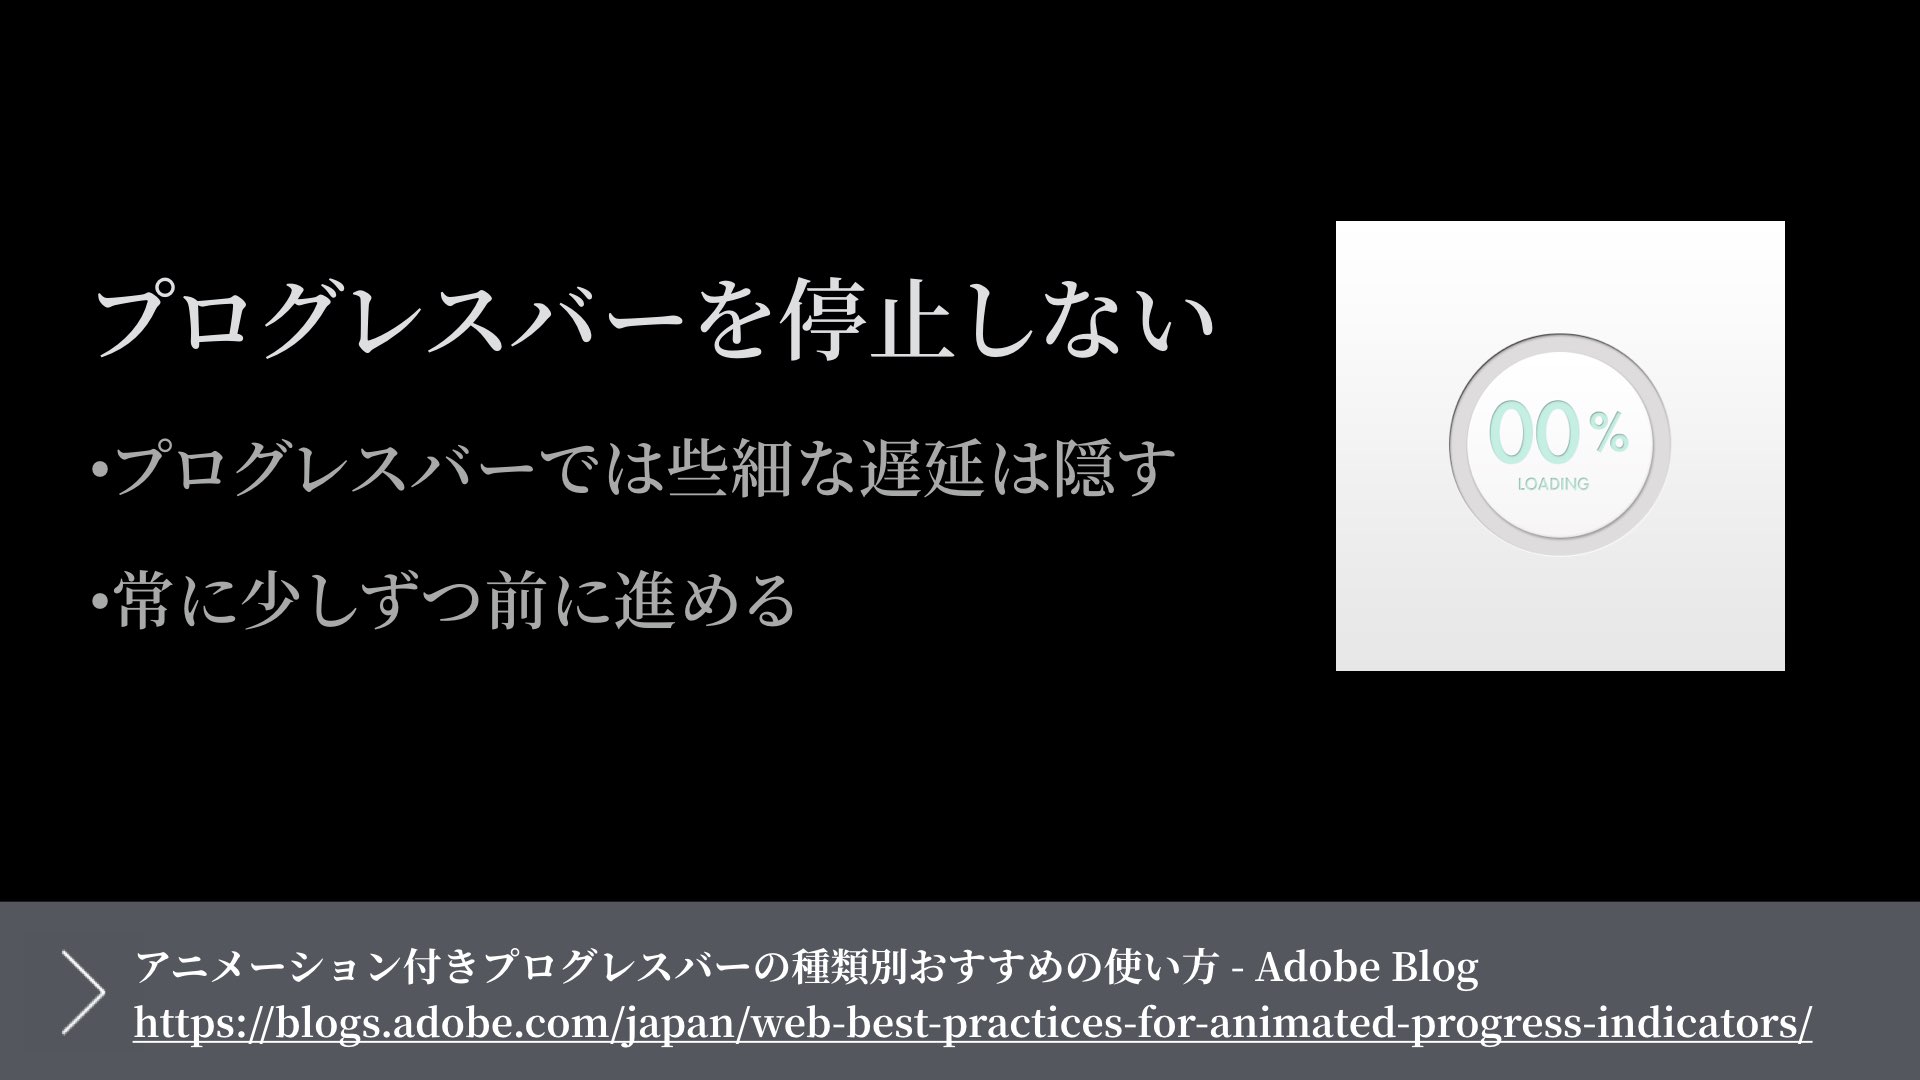 プログレスバーを停止しない
•プログレスバーでは些細な遅延は隠す
•常に少しずつ前に進める
00%
LOADING
アニメーション付きプログレスバーの種類別おすすめの使い方 - Adobe Blog
https://blogs.adobe.com/japan/web-best-practices-for-animated-progress-indicators/